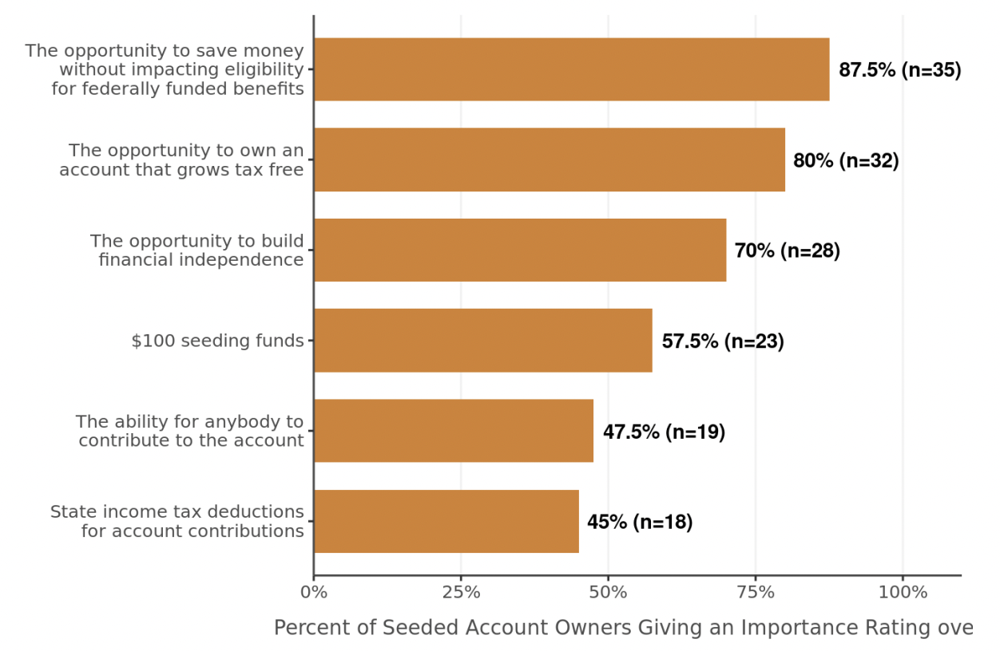 The opportunity to save money
without impacting eligibility
for federally funded benefits
87.5% (n=35)
The opportunity to own an
account that grows tax free
80% (n=32)
The opportunity to build
financial independence
70% (n=28)
$100 seeding funds
57.5% (n=23)
The ability for anybody to
contribute to the account
47.5% (n=19)
State income tax deductions
for account contributions
45% (n=18)
0% 25% 50% 75% 100%
Percent of Seeded Account Owners Giving an Importance Rating ove